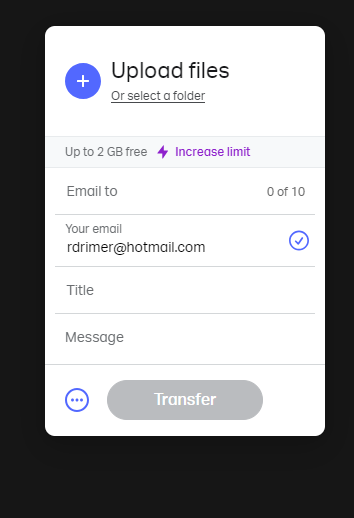 Upload files
Or select a folder
Up to 2 GB free Increase limit
Email to 0 of 10
Your email
rdrimer@hotmail.com
Title
Message
Transfer